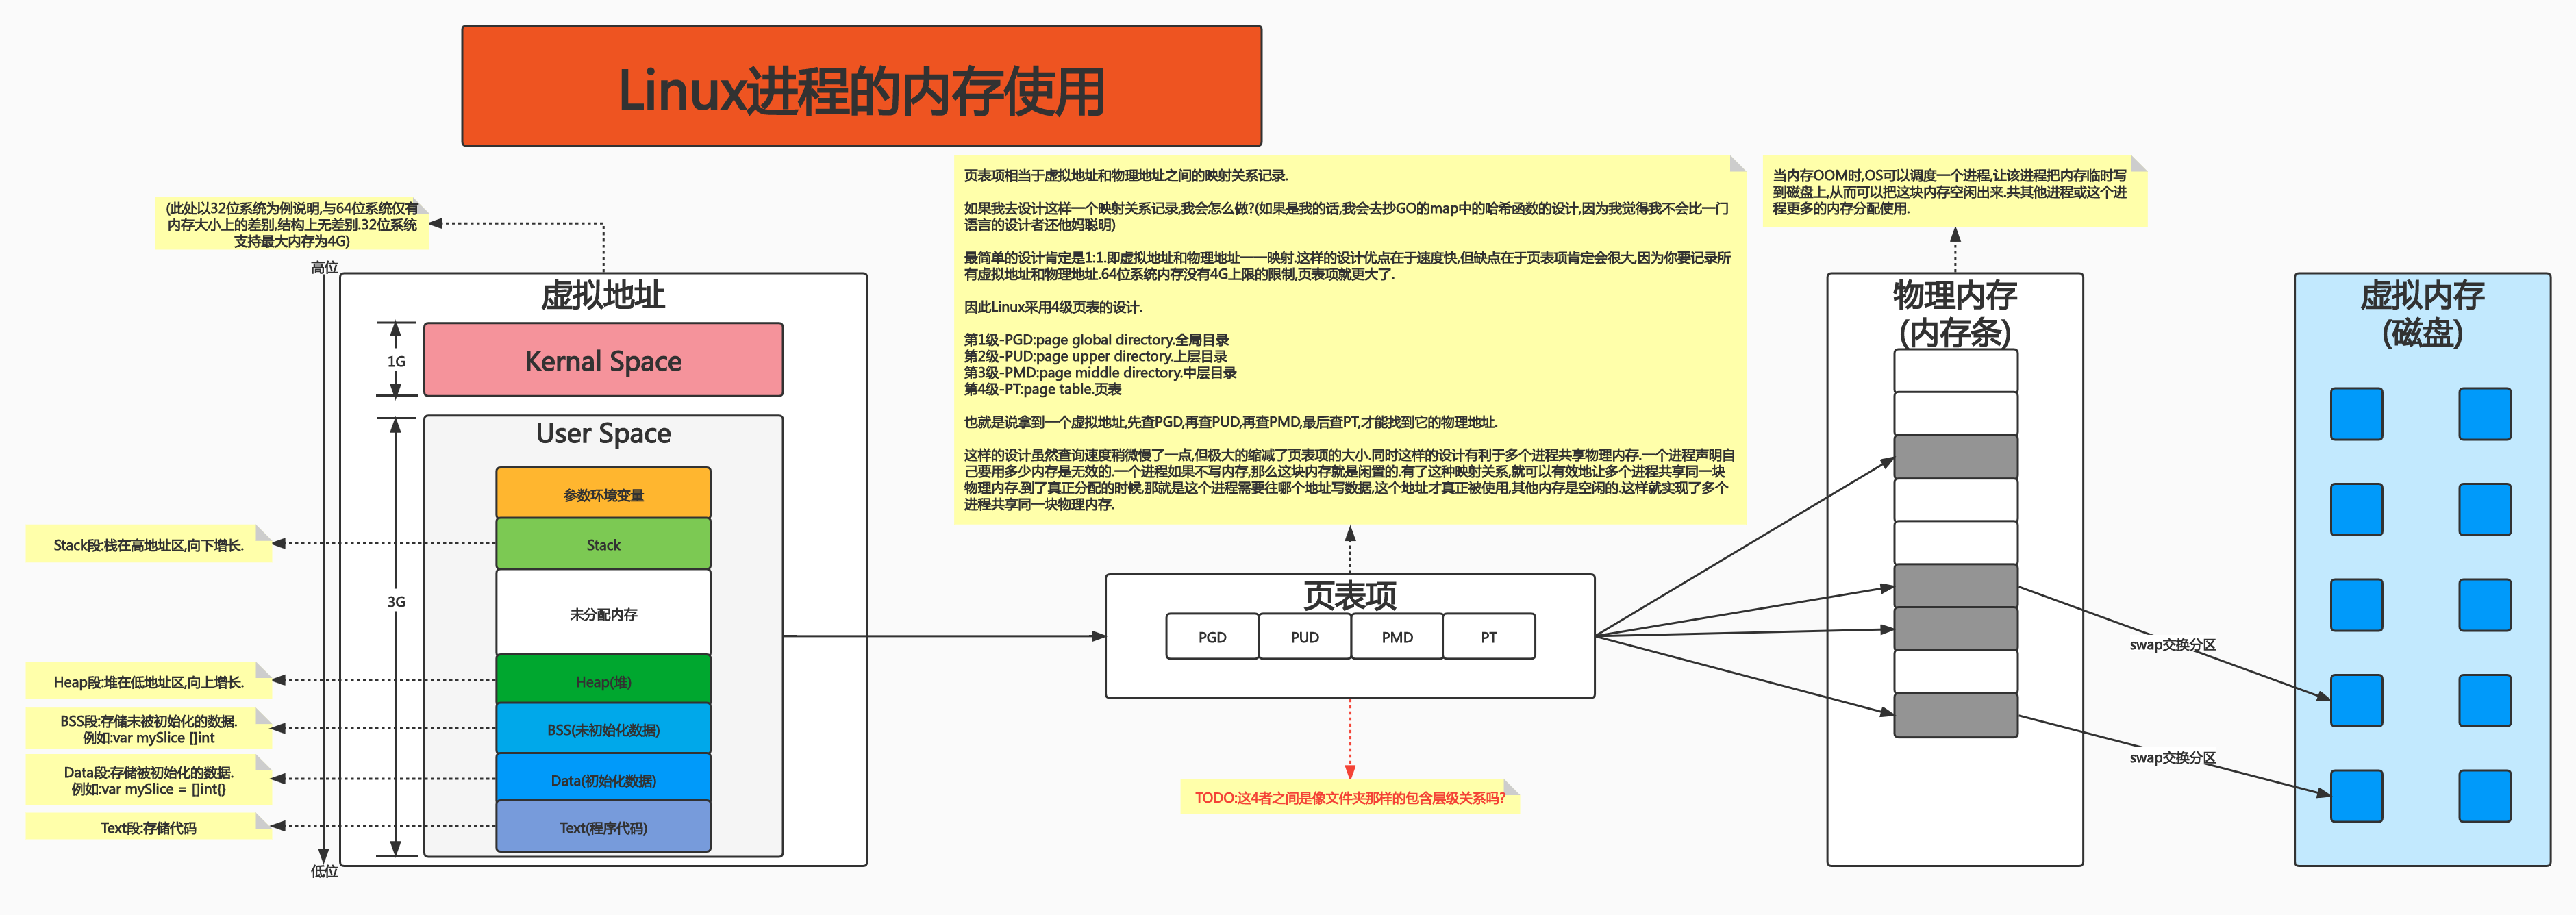 Linux进程的内存使用
(此处以32位系统为例说明,与64位系统仅有
内存大小上的差别,结构上无差别.32位系统
支持最大内存为4G)
高位
虚拟地址
1G
Kernal Space
3G
User Space
参数环境变量
Stack
未分配内存
Heap(堆)
BSS(未初始化数据)
Data(初始化数据)
Text(程序代码)
低位
Stack段:栈在高地址区,向下增长.
Heap段:堆在低地址区,向上增长.
BSS段:存储未被初始化的数据.
例如:var mySlice []int
Data段:存储被初始化的数据.
例如:var mySlice = []int{}
Text段:存储代码
页表项相当于虚拟地址和物理地址之间的映射关系记录.
如果我去设计这样一个映射关系记录,我会怎么做?(如果是我的话,我会去抄GO的map中的哈希函数的设计,因为我觉得我不会比一门
语言的设计者还他妈聪明)
最简单的设计肯定是1:1.即虚拟地址和物理地址一一映射.这样的设计优点在于速度快,但缺点在于页表项肯定会很大,因为你要记录所
有虚拟地址和物理地址.64位系统内存没有4G上限的限制,页表项就更大了.
因此Linux采用4级页表的设计.
第1级-PGD:page global directory.全局目录
第2级-PUD:page upper directory.上层目录
第3级-PMD:page middle directory.中层目录
第4级-PT:page table.页表
也就是说拿到一个虚拟地址,先查PGD,再查PUD,再查PMD,最后查PT,才能找到它的物理地址.
这样的设计虽然查询速度稍微慢了一点,但极大的缩减了页表项的大小.同时这样的设计有利于多个进程共享物理内存.一个进程声明自
己要用多少内存是无效的.一个进程如果不写内存,那么这块内存就是闲置的.有了这种映射关系,就可以有效地让多个进程共享同一块
物理内存.到了真正分配的时候,那就是这个进程需要往哪个地址写数据,这个地址才真正被使用,其他内存是空闲的.这样就实现了多个
进程共享同一块物理内存.
页表项
PGD
PUD
PMD
PT
TODO:这4者之间是像文件夹那样的包含层级关系吗?
当内存OOM时,OS可以调度一个进程,让该进程把内存临时写
到磁盘上,从而可以把这块内存空闲出来.共其他进程或这个进
程更多的内存分配使用.
物理内存
(内存条)
swap交换分区
swap交换分区
虚拟内存
(磁盘)